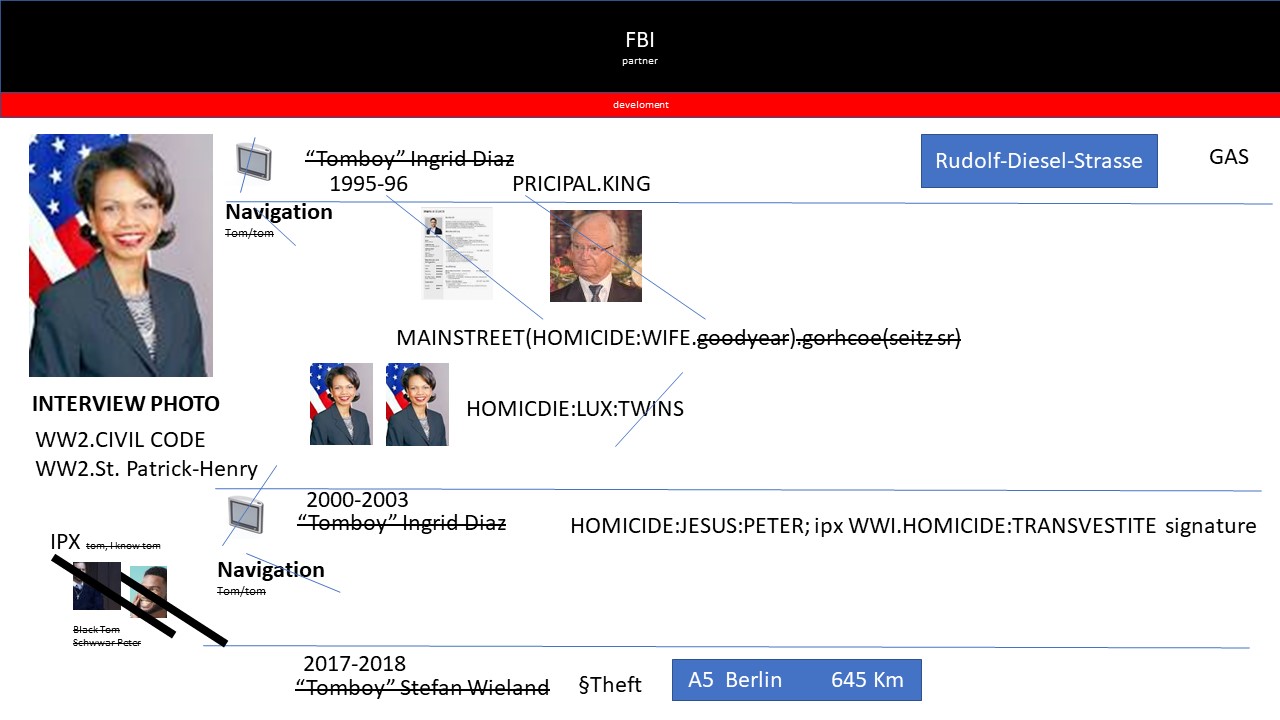 FBI
partner
develoment
“Tomboy” Ingrid Diaz
1995-96
PRICIPAL.KING
Rudolf-Diesel-Strasse
GAS
Navigation
Tom/tom
MAINSTREET(HOMICIDE:WIFE.goodyear).gorhcoe(seitz sr)
HOMICDIE:LUX:TWINS
INTERVIEW PHOTO
WW2.CIVIL CODE
WW2.St. Patrick-Henry
2000-2003
“Tomboy” Ingrid Diaz
HOMICIDE:JESUS:PETER; ipx WWI.HOMICIDE:TRANSVESTITE signature
IPX tom, I know tom
Navigation
Tom/tom
Black Tom
Schwwar Peter
2017-2018
“Tomboy” Stefan Wieland
§Theft
A5 Berlin 645 Km